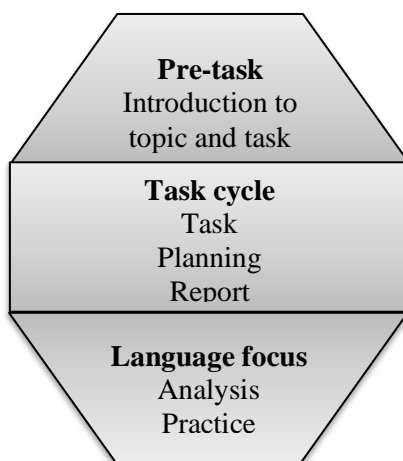 Pre-task
Introduction to
topic and task
Task cycle
Task
Planning
Report
Language focus
Analysis
Practice